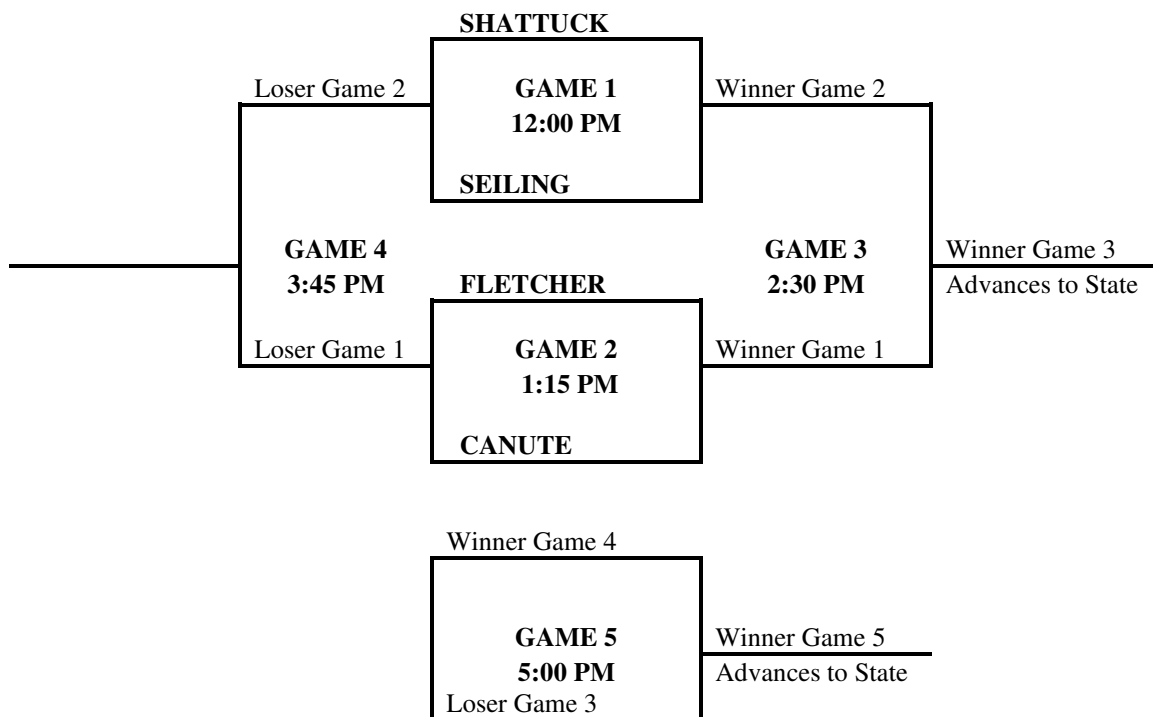 SHATTUCK
Loser Game 2
GAME 1
Winner Game 2
12:00 PM
SEILING
GAME 4
GAME 3
Winner Game 3
3:45 PM
FLETCHER
2:30 PM
Advances to State
Loser Game 1
GAME 2
Winner Game 1
1:15 PM
CANUTE
Winner Game 4
GAME 5
Winner Game 5
5:00 PM
Advances to State
Loser Game 3